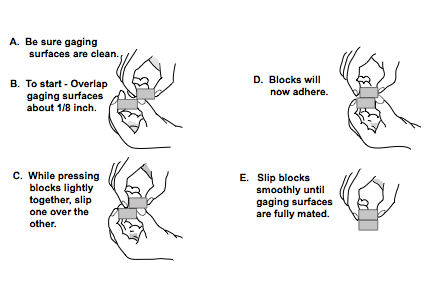 A. Be sure gaging
surfaces are clean.
B. To start - Overlap
gaging surfaces
about 1/8 inch.
C. While pressing
blocks lightly
together, slip
one over the
other.
D. Blocks will
now adhere.
E. Slip blocks
smoothly until
gaging surfaces
are fully mated.